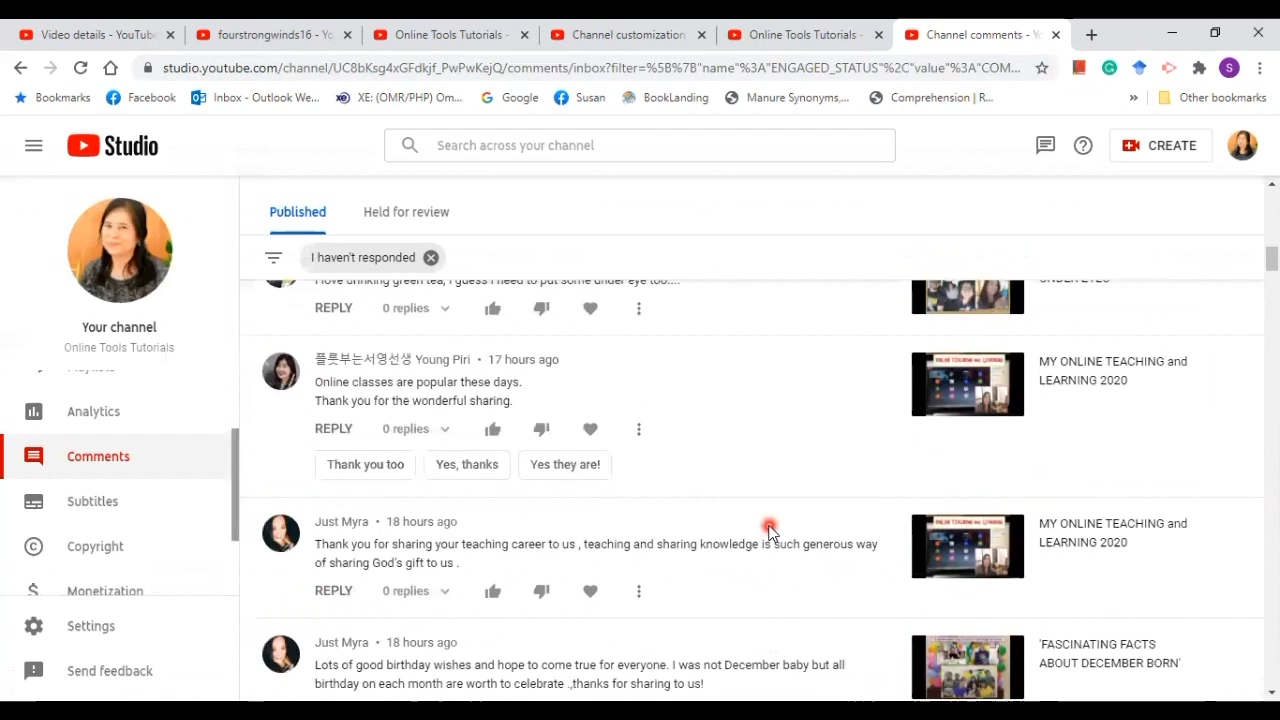 Video details - YouTube
fourstrongwinds16 - Yo
Online Tools Tutorials -
Channel customization
Online Tools Tutorials -
Channel comments - Yo
studio.youtube.com/channel/UC8bKsg4xGFdkjf_PwPwKejQ/comments/inbox?filter=%5B%7B"name"%3A"ENGAGED_STATUS"%2C"value"%3A"COM...
S
Bookmarks
Facebook
Inbox - Outlook We...
XE: (OMR/PHP) Om...
Google
Susan
BookLanding
Manure Synonyms,...
Comprehension | R...
»
Other bookmarks
Studio
Search across your channel
CREATE
Your channel
Online Tools Tutorials
Playlists
Analytics
Comments
Subtitles
Copyright
Monetization
Settings
Send feedback
Published
Held for review
I haven't responded
I love drinking green tea, I guess I need to put some under eye too....
REPLY 0 replies
UNDER EYES
플룻부는서영선생 Young Piri • 17 hours ago
Online classes are popular these days.
Thank you for the wonderful sharing.
REPLY 0 replies
Thank you too
Yes, thanks
Yes they are!
MY ONLINE TEACHING and
LEARNING 2020
Just Myra • 18 hours ago
Thank you for sharing your teaching career to us , teaching and sharing knowledge is such generous way
of sharing God's gift to us .
REPLY 0 replies
MY ONLINE TEACHING and
LEARNING 2020
Just Myra • 18 hours ago
Lots of good birthday wishes and hope to come true for everyone. I was not December baby but all
birthday on each month are worth to celebrate .,thanks for sharing to us!
'FASCINATING FACTS
ABOUT DECEMBER BORN'